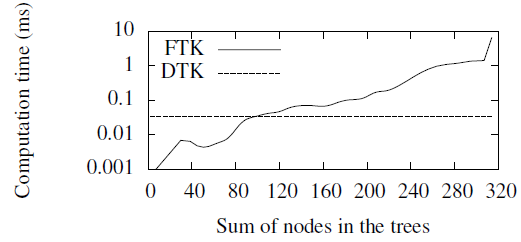 Computation time (ms)
10
1
0.1
0.01
0.001
FTK
DTK
0 40 80 120 160 200 240 280 320
Sum of nodes in the trees